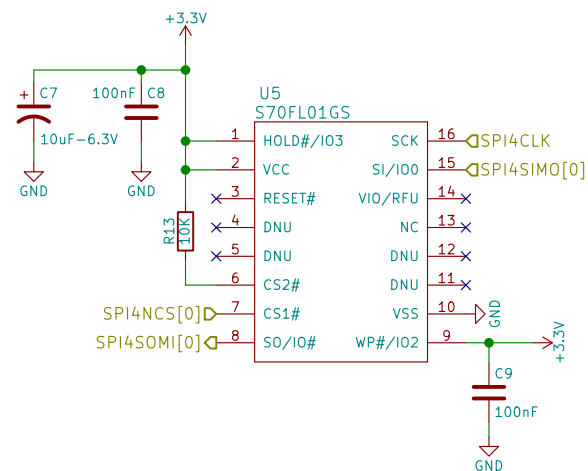 +3.3V
+
C7
10uF-6.3V
GND
100nF
C8
GND
U5
S70FL01GS
1 HOLD#/IO3
2 VCC
3 RESET#
4 DNU
5 DNU
6 CS2#
7 CS1#
8 SO/IO#
SCK 16
SI/IO0 15
VIO/RFU 14
NC 13
DNU 12
DNU 11
VSS 10
WP#/IO2 9
R13
10K
SPI4NCS[0]
SPI4SOMI[0]
SPI4CLK
SPI4SIMO[0]
GND
+3.3V
C9
100nF
GND